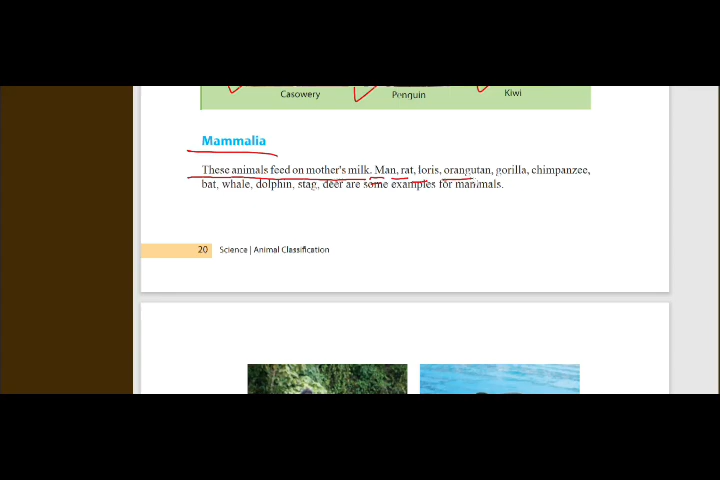 Casowery Penguin Kiwi
Mammalia
These animals feed on mother's milk. Man, rat, loris, orangutan, gorilla, chimpanzee,
bat, whale, dolphin, stag, deer are some examples for mammals.
20 Science | Animal Classification